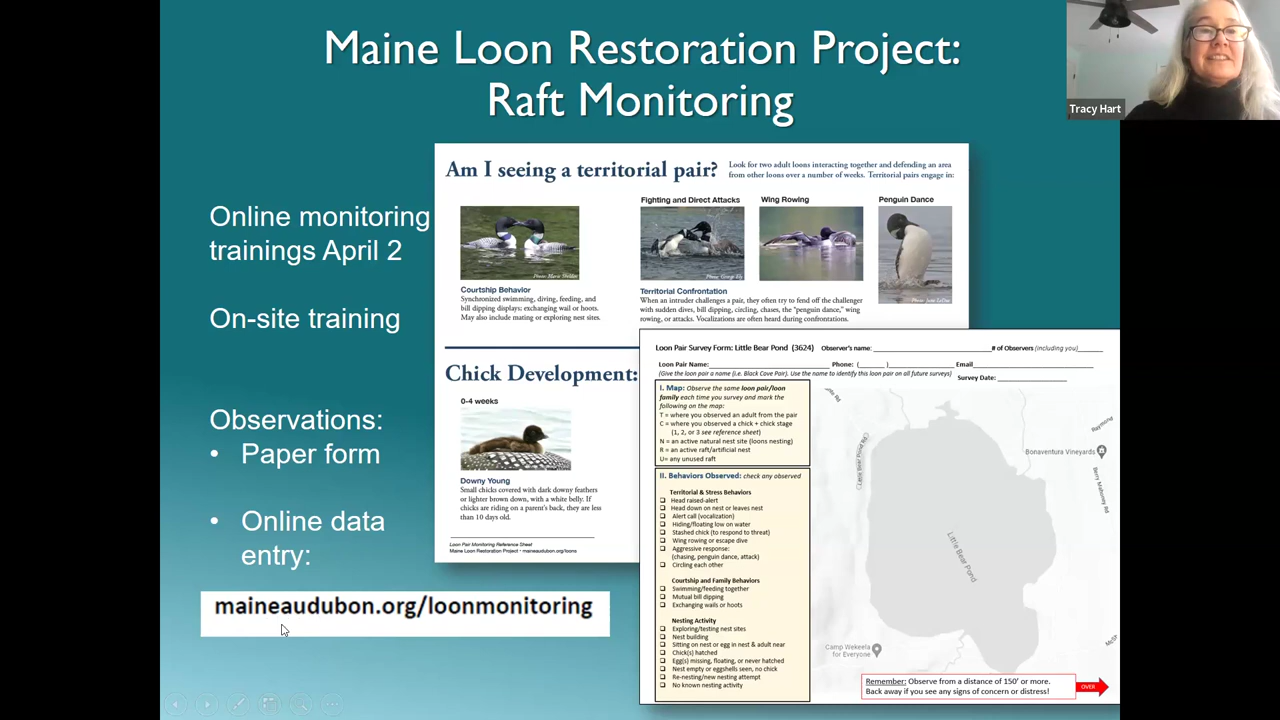 Maine Loon Restoration Project:
Raft Monitoring
Tracy Hart
Online monitoring
trainings April 2
On-site training
Observations:
• Paper form
• Online data
entry:
maineaudubon.org/loonmonitoring
Am I seeing a territorial pair?
Look for two adult loons interacting together and defending an area
from other loons over a number of weeks. Territorial pairs engage in:
Courtship Behavior
Synchronized swimming, diving, feeding, and
bill dipping displays; exchanging wail or hoots.
May also include mating or exploring nest sites.
Fighting and Direct Attacks
Wing Rowing
Penguin Dance
Territorial Confrontation
When an intruder challenges a pair, they often try to fend off the challenger
with sudden dives, bill dipping, circling, chases, the "penguin dance," wing
rowing, or attacks. Vocalizations are often heard during confrontations.
Chick Development:
0-4 weeks
Downy Young
Small chicks covered with dark downy feathers
or lighter brown down, with a white belly. If
chicks are riding on a parent's back, they are less
than 10 days old.
Loon Pair Monitoring Reference Sheet
Maine Loon Restoration Project • maineaudubon.org/loons
Loon Pair Survey Form: Little Bear Pond (3624) Observer's name: # of Observers (including you)
Loon Pair Name: Phone: ( ) Email
(Give the loon pair a name (i.e. Black Cove Pair). Use the name to identify this loon pair on all future surveys)
Survey Date:
I. Map: Observe the same loon pair/loon
family each time you survey and mark the
following on the map:
T = where you observed an adult from the pair
C = where you observed a chick + chick stage
(1, 2, or 3 see reference sheet)
N = an active natural nest site (loons nesting)
R = an active raft/artificial nest
U= any unused raft
II. Behaviors Observed: check any observed
Territorial & Stress Behaviors
Head raised-alert
Head down on nest or leaves nest
Alert call (vocalization)
Hiding/floating low on water
Stashed chick (to respond to threat)
Wing rowing or escape dive
Aggressive response:
(chasing, penguin dance, attack)
Circling each other
Courtship and Family Behaviors
Swimming/feeding together
Mutual bill dipping
Exchanging wails or hoots
Nesting Activity
Exploring/testing nest sites
Nest building
Sitting on nest or egg in nest & adult near
Chick(s) hatched
Egg(s) missing, floating, or never hatched
Nest empty or eggshells seen, no chick
Re-nesting/new nesting attempt
No known nesting activity
Raymond
Bonaventura Vineyards
Berry Mahoney Rd
Little Bear Pond
Camp Wekeela
for Everyone
Remember: Observe from a distance of 150' or more.
Back away if you see any signs of concern or distress!
OVER